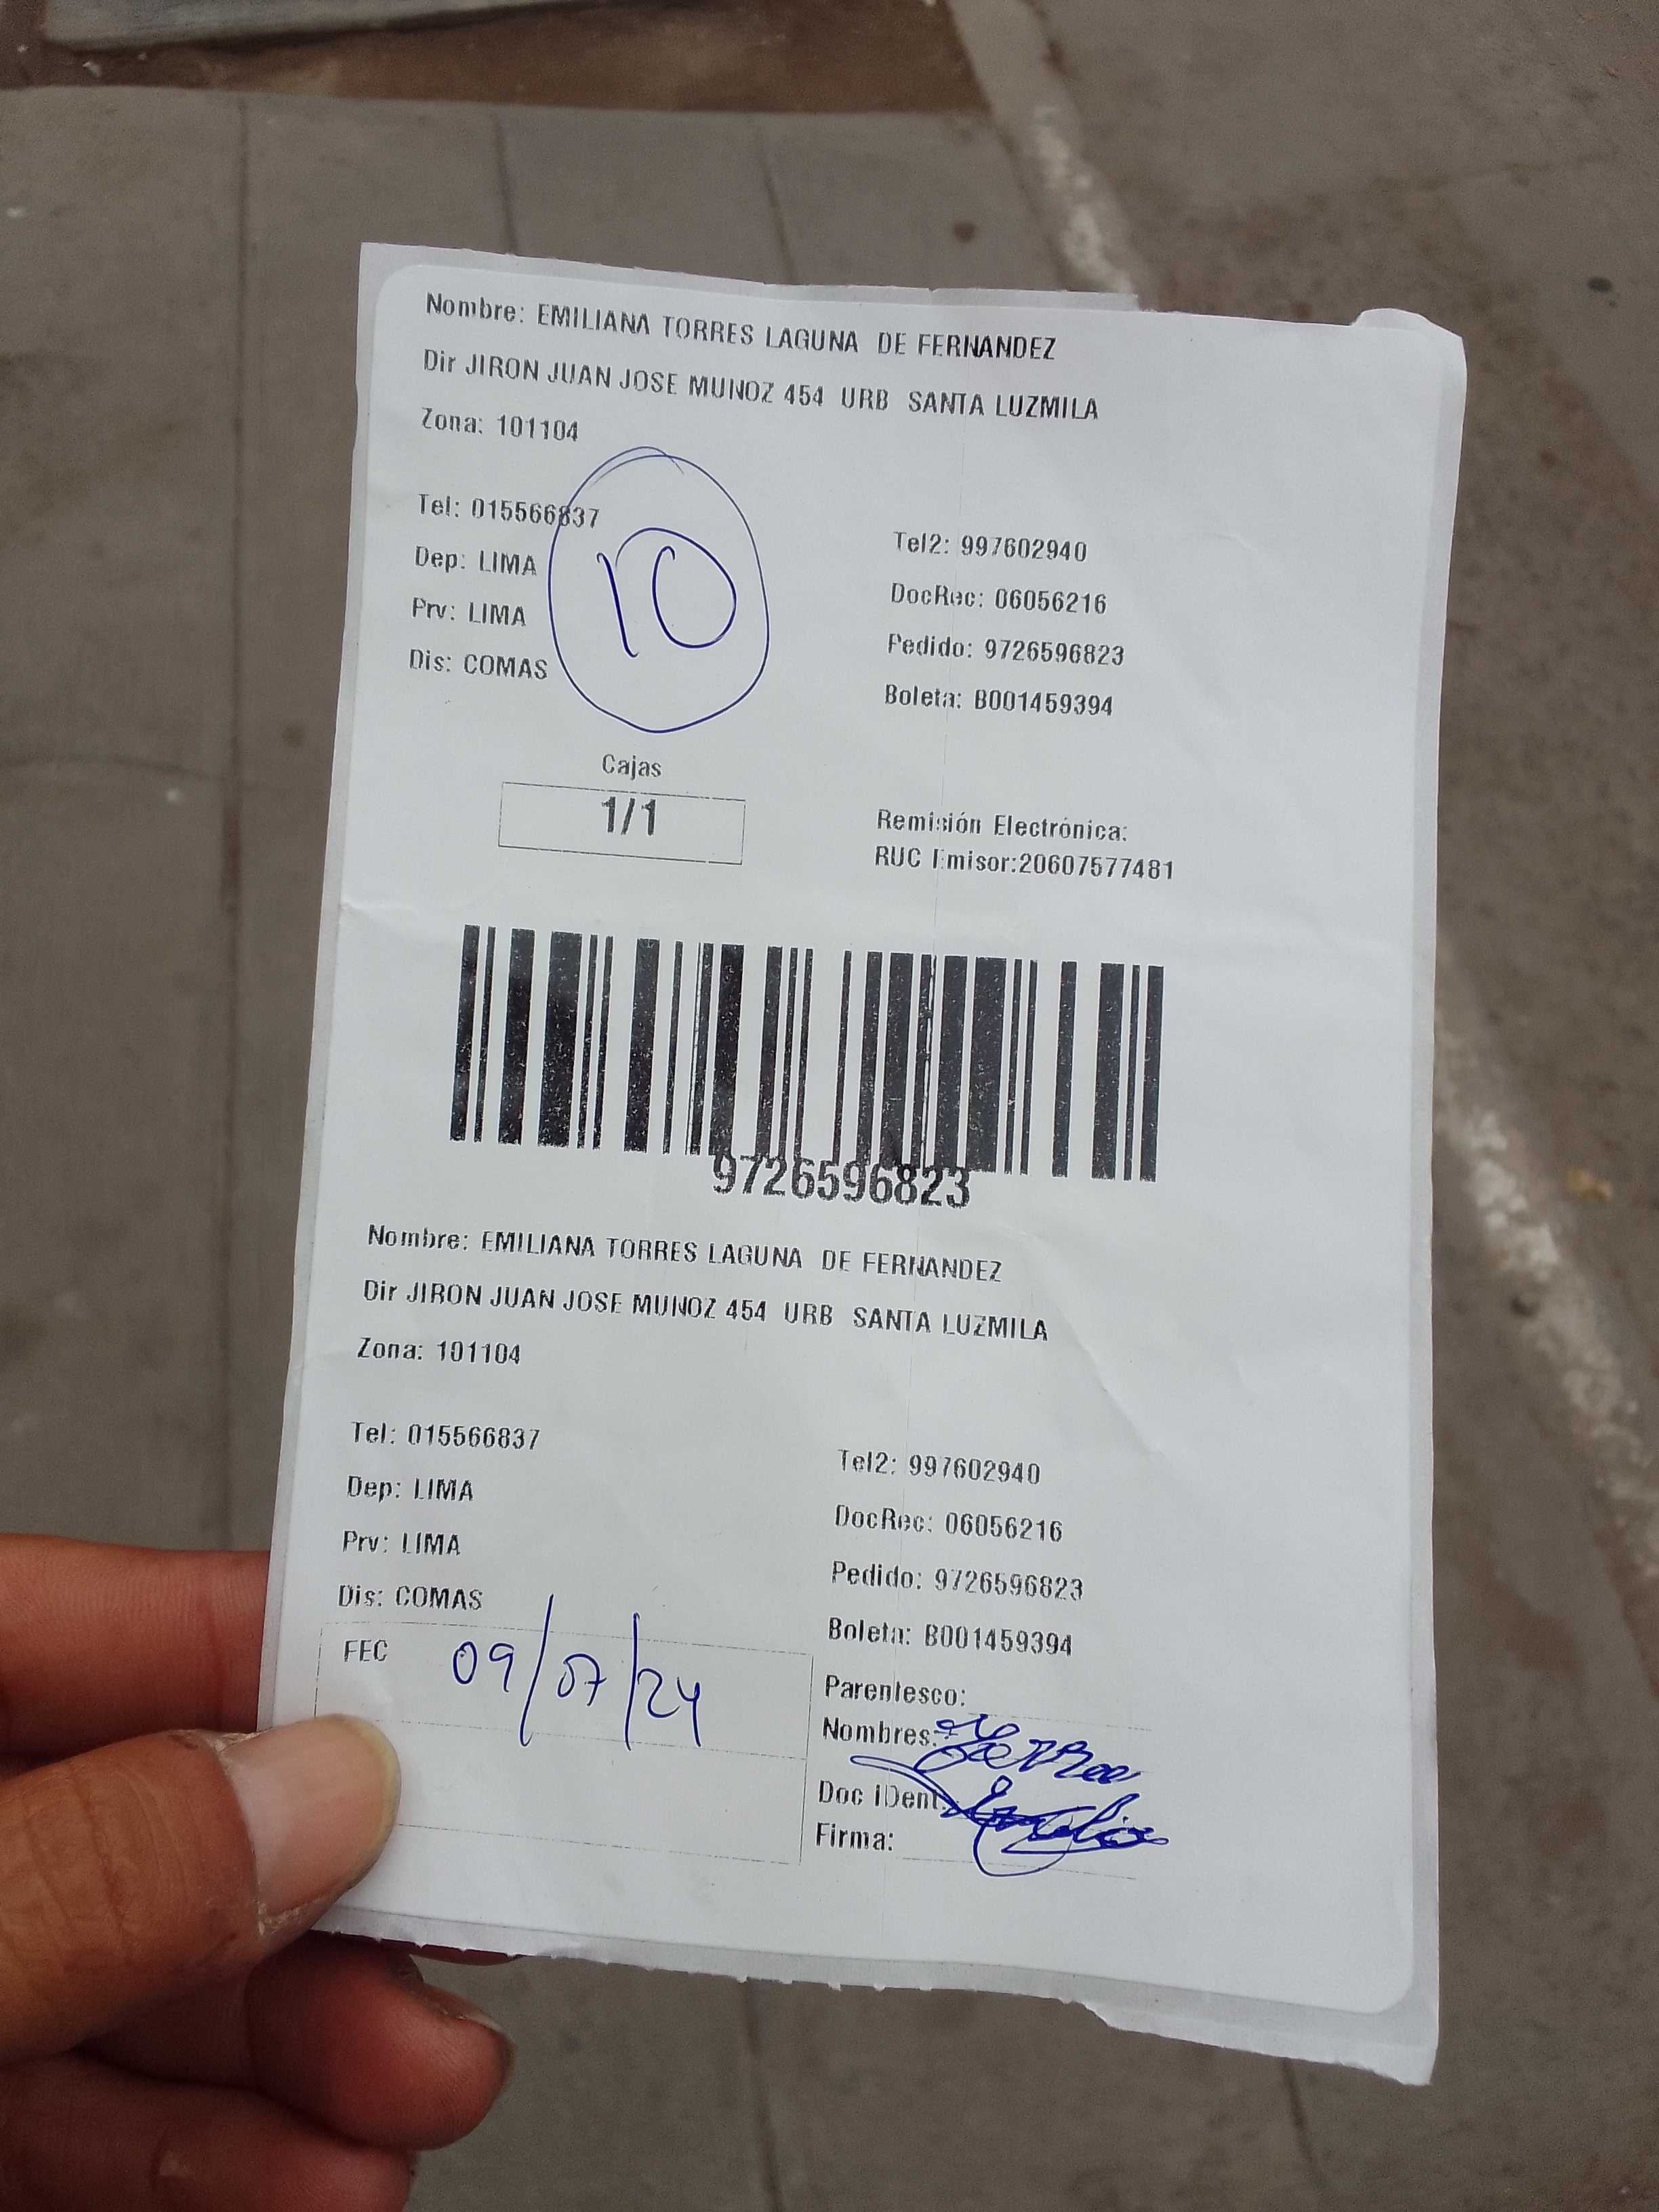 Nombre: EMILIANA TORRES LAGUNA DE FERNANDEZ
Dir JIRON JUAN JOSE MUNOZ 454 URB SANTA LUZMILA
Zona: 101104
Tel: 015566837
Tel2: 997602940
Dep: LIMA
DocRec: 06056216
Prv: LIMA
Pedido: 9726596823
Dis: COMAS
Boleta: B001459394
10
Cajas
1/1
Remisión Electrónica:
RUC Emisor:20607577481
9726596823
Nombre: EMILIANA TORRES LAGUNA DE FERNANDEZ
Dir JIRON JUAN JOSE MUNOZ 454 URB SANTA LUZMILA
Zona: 101104
Tel: 015566837
Tel2: 997602940
Dep: LIMA
DocRec: 06056216
Prv: LIMA
Pedido: 9726596823
Dis: COMAS
Boleta: B001459394
FEC 09/07/24
Parentesco:
Nombres:
Doc IDent.
Firma: